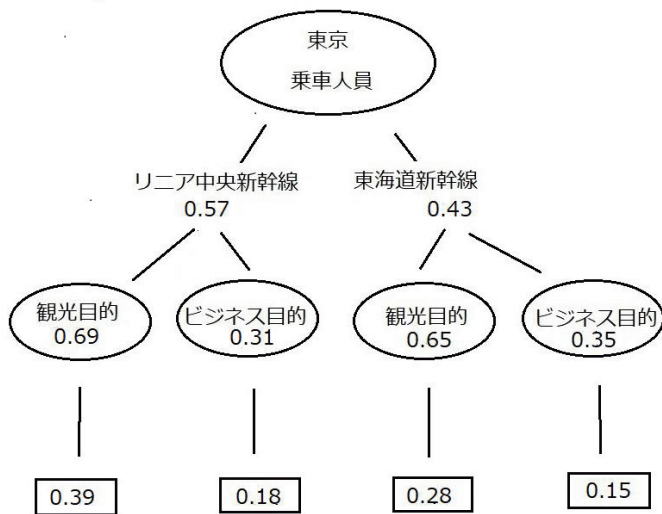 東京
乗車人員
リニア中央新幹線
0.57
東海道新幹線
0.43
観光目的
0.69
ビジネス目的
0.31
観光目的
0.65
ビジネス目的
0.35
0.39
0.18
0.28
0.15